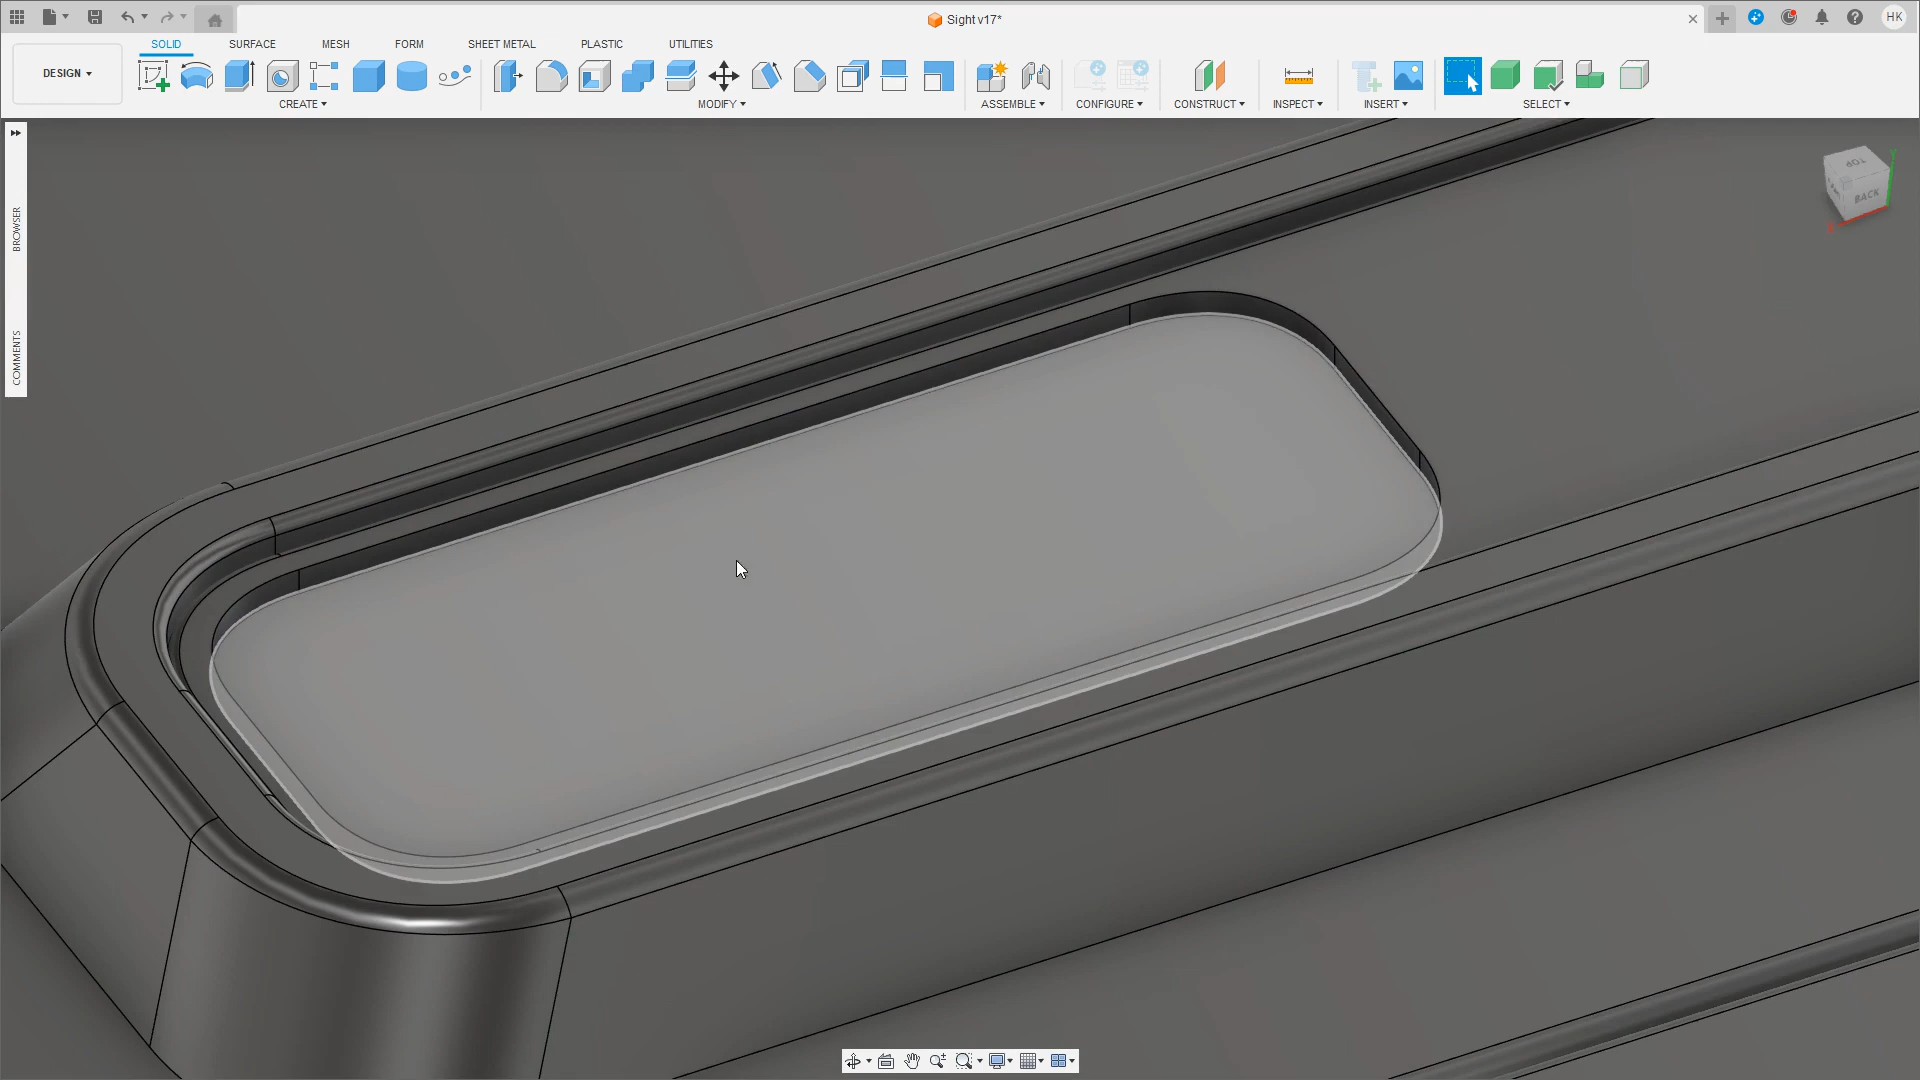 Sight v17*
HK
DESIGN
SOLID
SURFACE
MESH
FORM
SHEET METAL
PLASTIC
UTILITIES
CREATE
MODIFY
ASSEMBLE
CONFIGURE
CONSTRUCT
INSPECT
INSERT
SELECT
BROWSER
COMMENTS
TOP
BACK